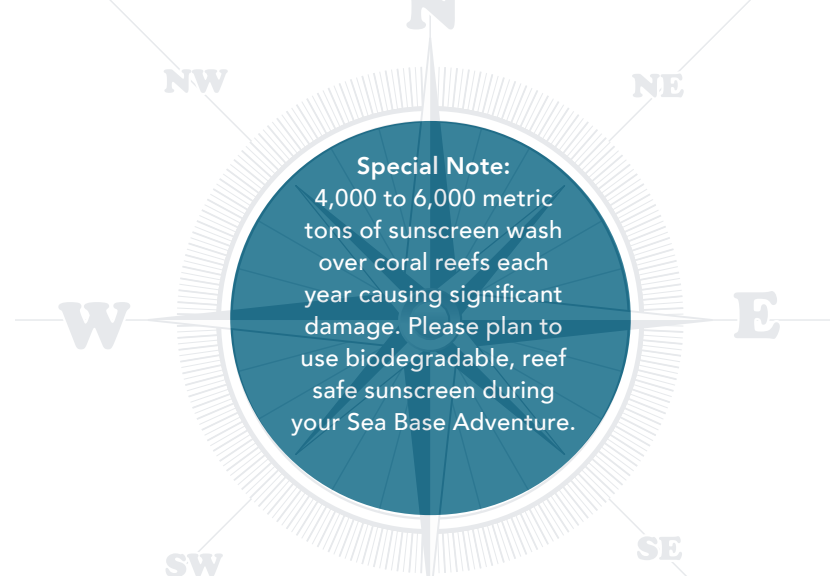 N
NW
NE
Special Note:
4,000 to 6,000 metric
tons of sunscreen wash
over coral reefs each
year causing significant
W
E
damage. Please plan to
use biodegradable, reef
safe sunscreen during
your Sea Base Adventure.
SW
SE